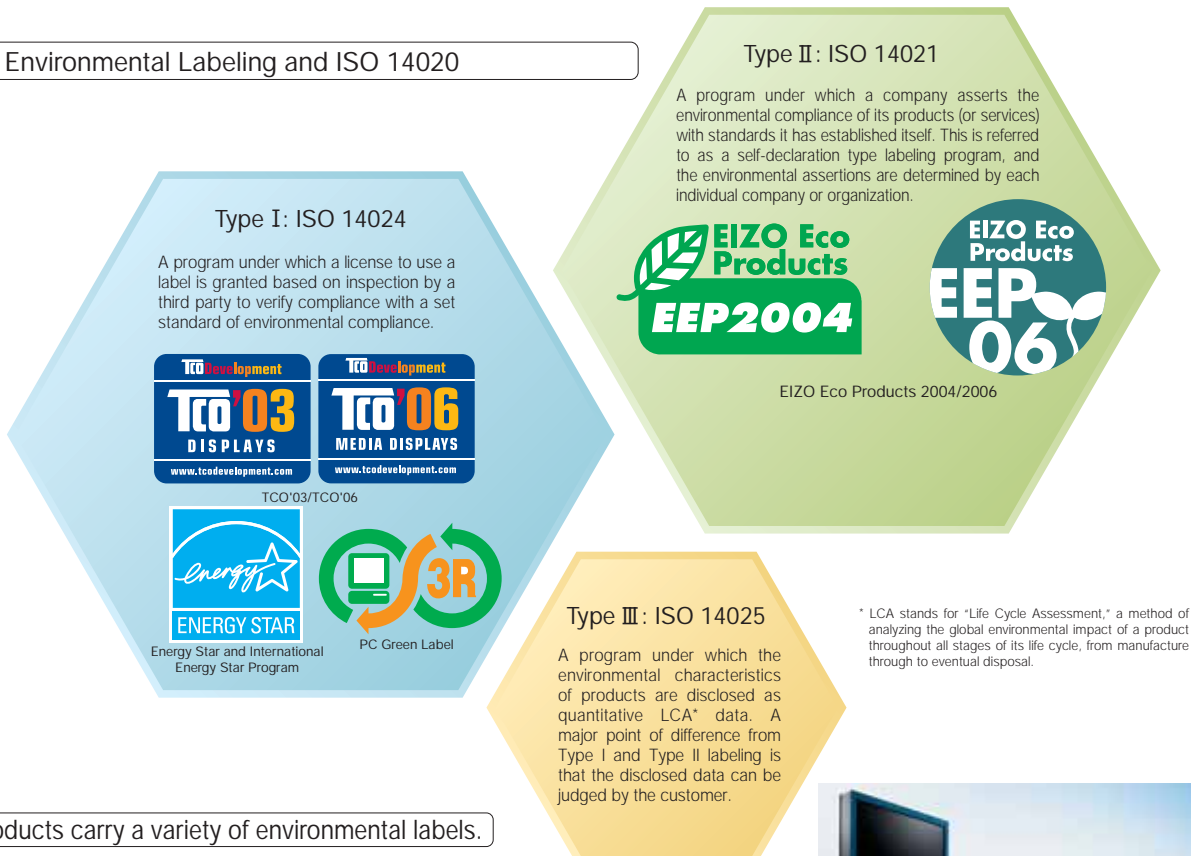 Environmental Labeling and ISO 14020
Type Ⅱ: ISO 14021
A program under which a company asserts the
environmental compliance of its products (or services)
with standards it has established itself. This is referred
to as a self-declaration type labeling program, and
the environmental assertions are determined by each
individual company or organization.
EIZO Eco
Products
EEP2004
EIZO Eco
Products
EEP
06
EIZO Eco Products 2004/2006
Type Ⅰ: ISO 14024
A program under which a license to use a
label is granted based on inspection by a
third party to verify compliance with a set
standard of environmental compliance.
TCO Development
TCO'03
DISPLAYS
www.tcodevelopment.com
TCO Development
TCO'06
MEDIA DISPLAYS
www.tcodevelopment.com
TCO'03/TCO'06
energy
ENERGY STAR
Energy Star and International
Energy Star Program
3R
PC Green Label
Type Ⅲ: ISO 14025
A program under which the
environmental characteristics
of products are disclosed as
quantitative LCA* data. A
major point of difference from
Type I and Type II labeling is
that the disclosed data can be
judged by the customer.
* LCA stands for "Life Cycle Assessment," a method of
analyzing the global environmental impact of a product
throughout all stages of its life cycle, from manufacture
through to eventual disposal.
oducts carry a variety of environmental labels.